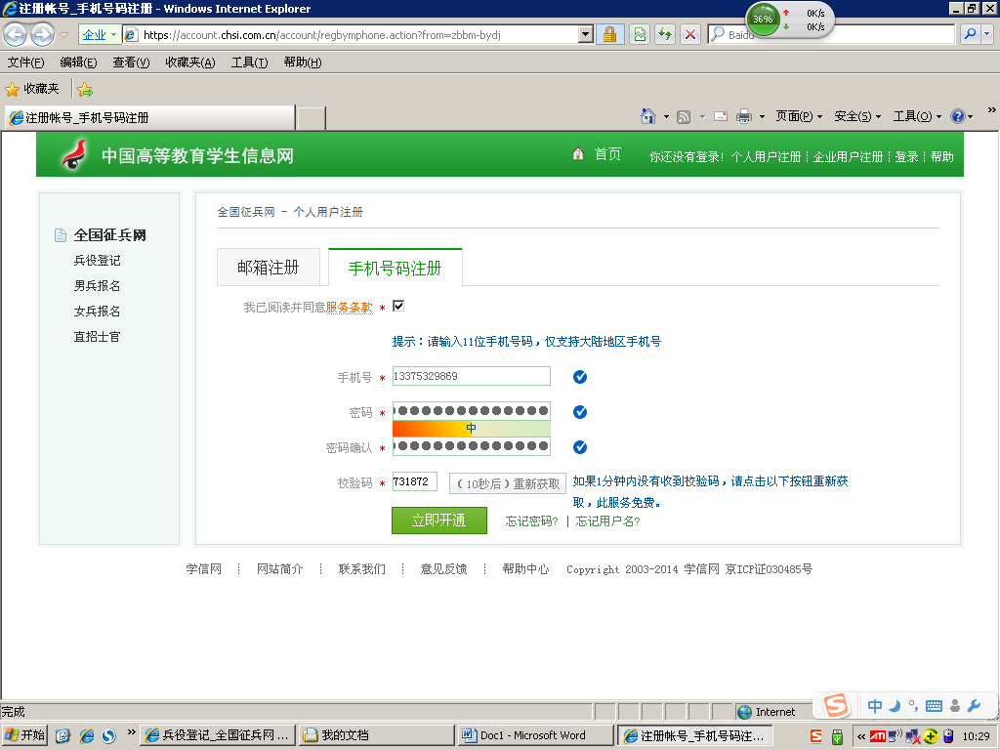 注册帐号_手机号码注册 - Windows Internet Explorer
36%
0K/s
0K/s
企业
https://account.chsi.com.cn/account/regbymphone.action?from=zbbm-bydj
Baid
文件(F) 编辑(E) 查看(V) 收藏夹(A) 工具(T) 帮助(H)
收藏夹
注册帐号_手机号码注册
页面(P) 安全(S) 工具(O) »
中国高等教育学生信息网
首页
你还没有登录! 个人用户注册 企业用户注册 登录 帮助
全国征兵网
兵役登记
男兵报名
女兵报名
直招士官
全国征兵网 - 个人用户注册
邮箱注册 手机号码注册
我已阅读并同意服务条款 *
提示:请输入11位手机号码,仅支持大陆地区手机号
手机号 * 13375329869
密码 *
中
密码确认 *
校验码 * 731872 (10秒后)重新获取 如果1分钟内没有收到校验码,请点击以下按钮重新获
取,此服务免费。
立即开通 忘记密码? | 忘记用户名?
学信网 网站简介 联系我们 意见反馈 帮助中心 Copyright 2003-2014 学信网 京ICP证030485号
完成 Internet
中
开始 » 兵役登记_全国征兵网 ... 我的文档 Doc1 - Microsoft Word 注册帐号_手机号码注... « ATI 10:29